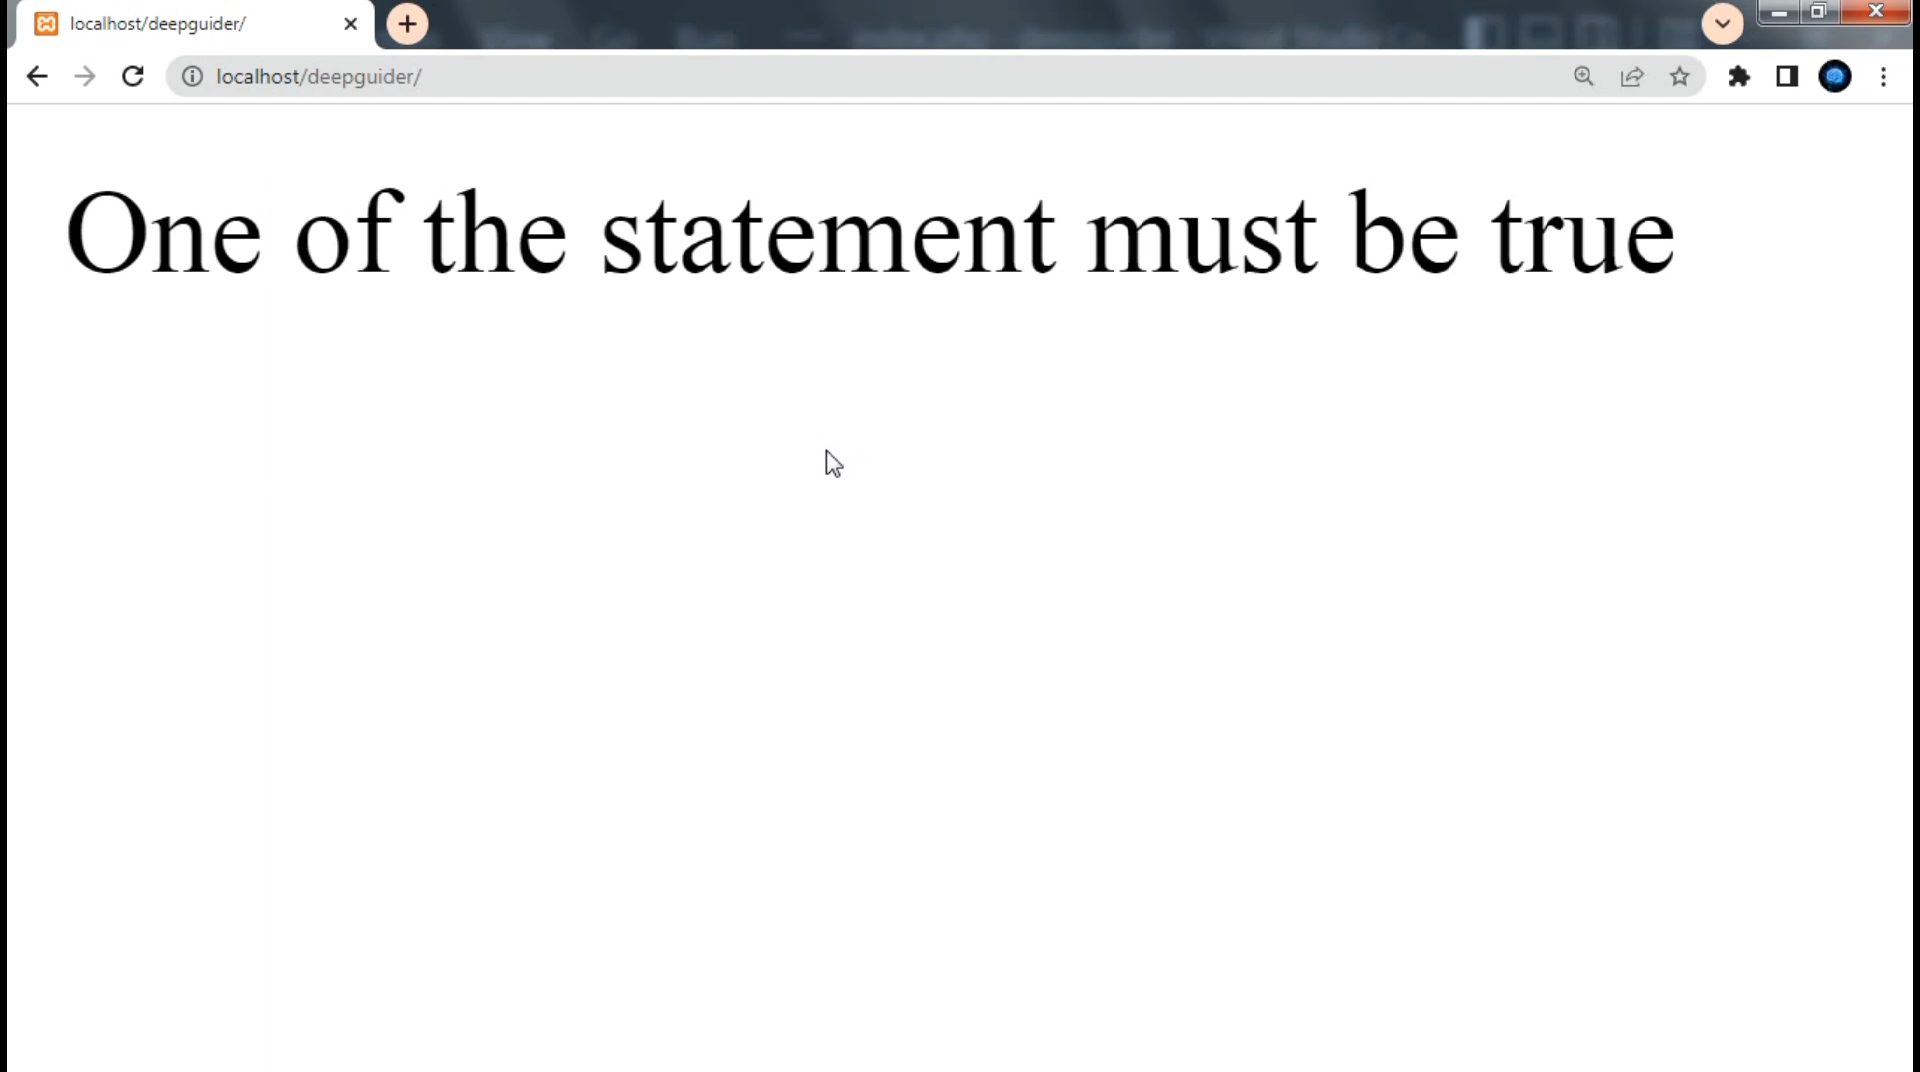 localhost/deepguider/
localhost/deepguider/
One of the statement must be true